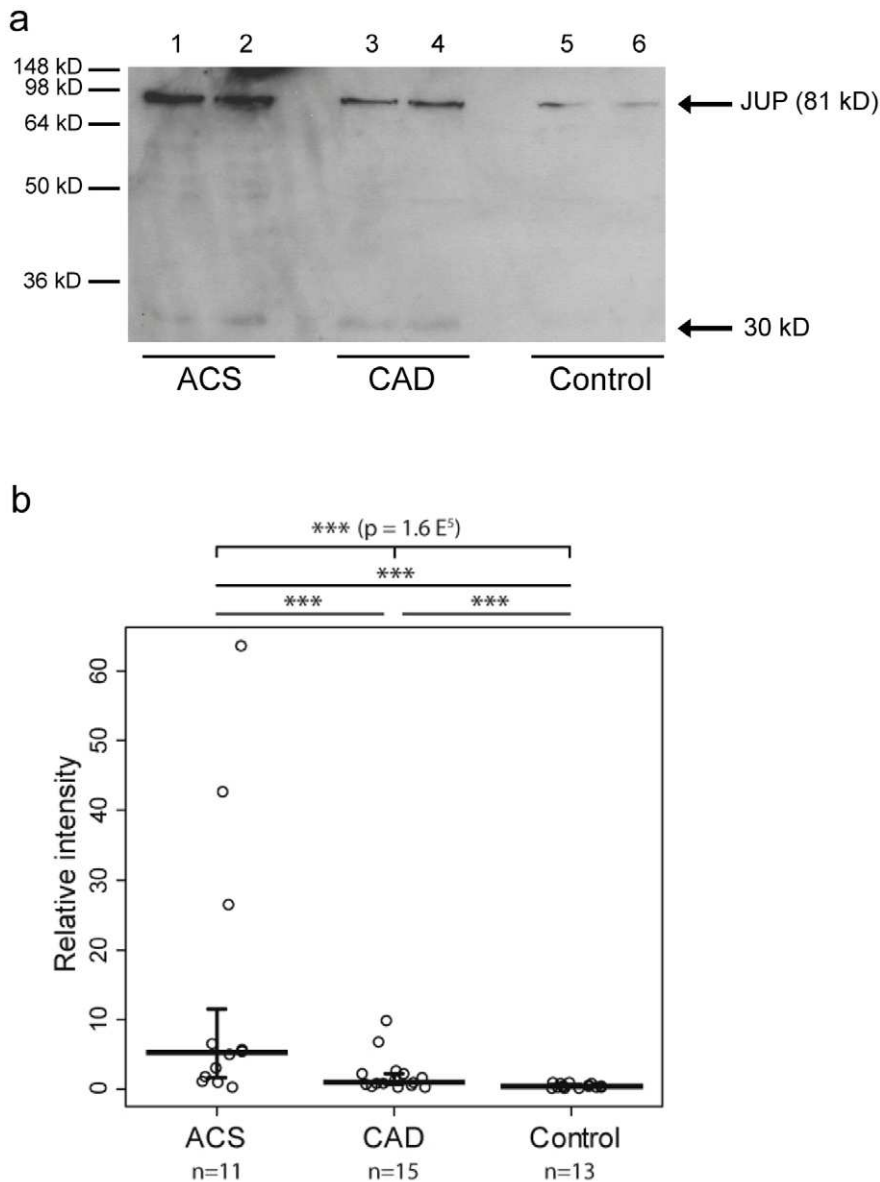 a
1 2 3 4 5 6
148 kD
98 kD
64 kD
50 kD
36 kD
JUP (81 kD)
30 kD
ACS CAD Control
b
*** (p = 1.6 E⁵)
***
*** ***
Relative intensity
60
50
40
30
20
10
0
ACS CAD Control
n=11 n=15 n=13